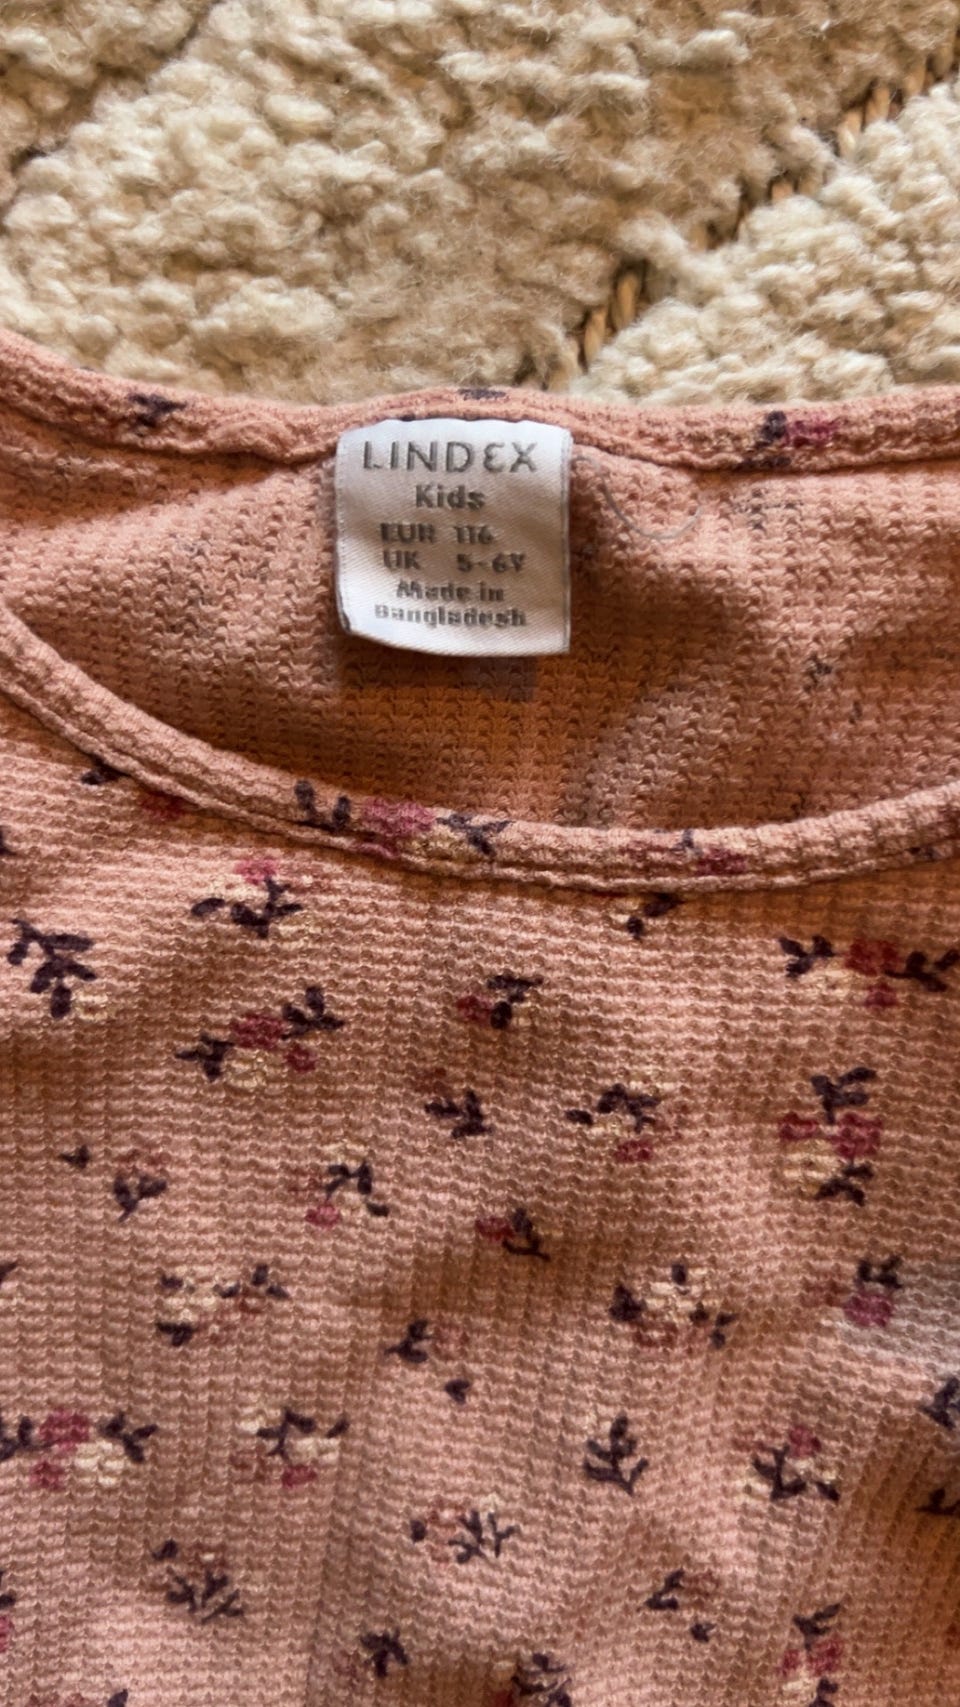 LINDEX
Kids
EUR 116
UK 5-6Y
Made in
Bangladesh